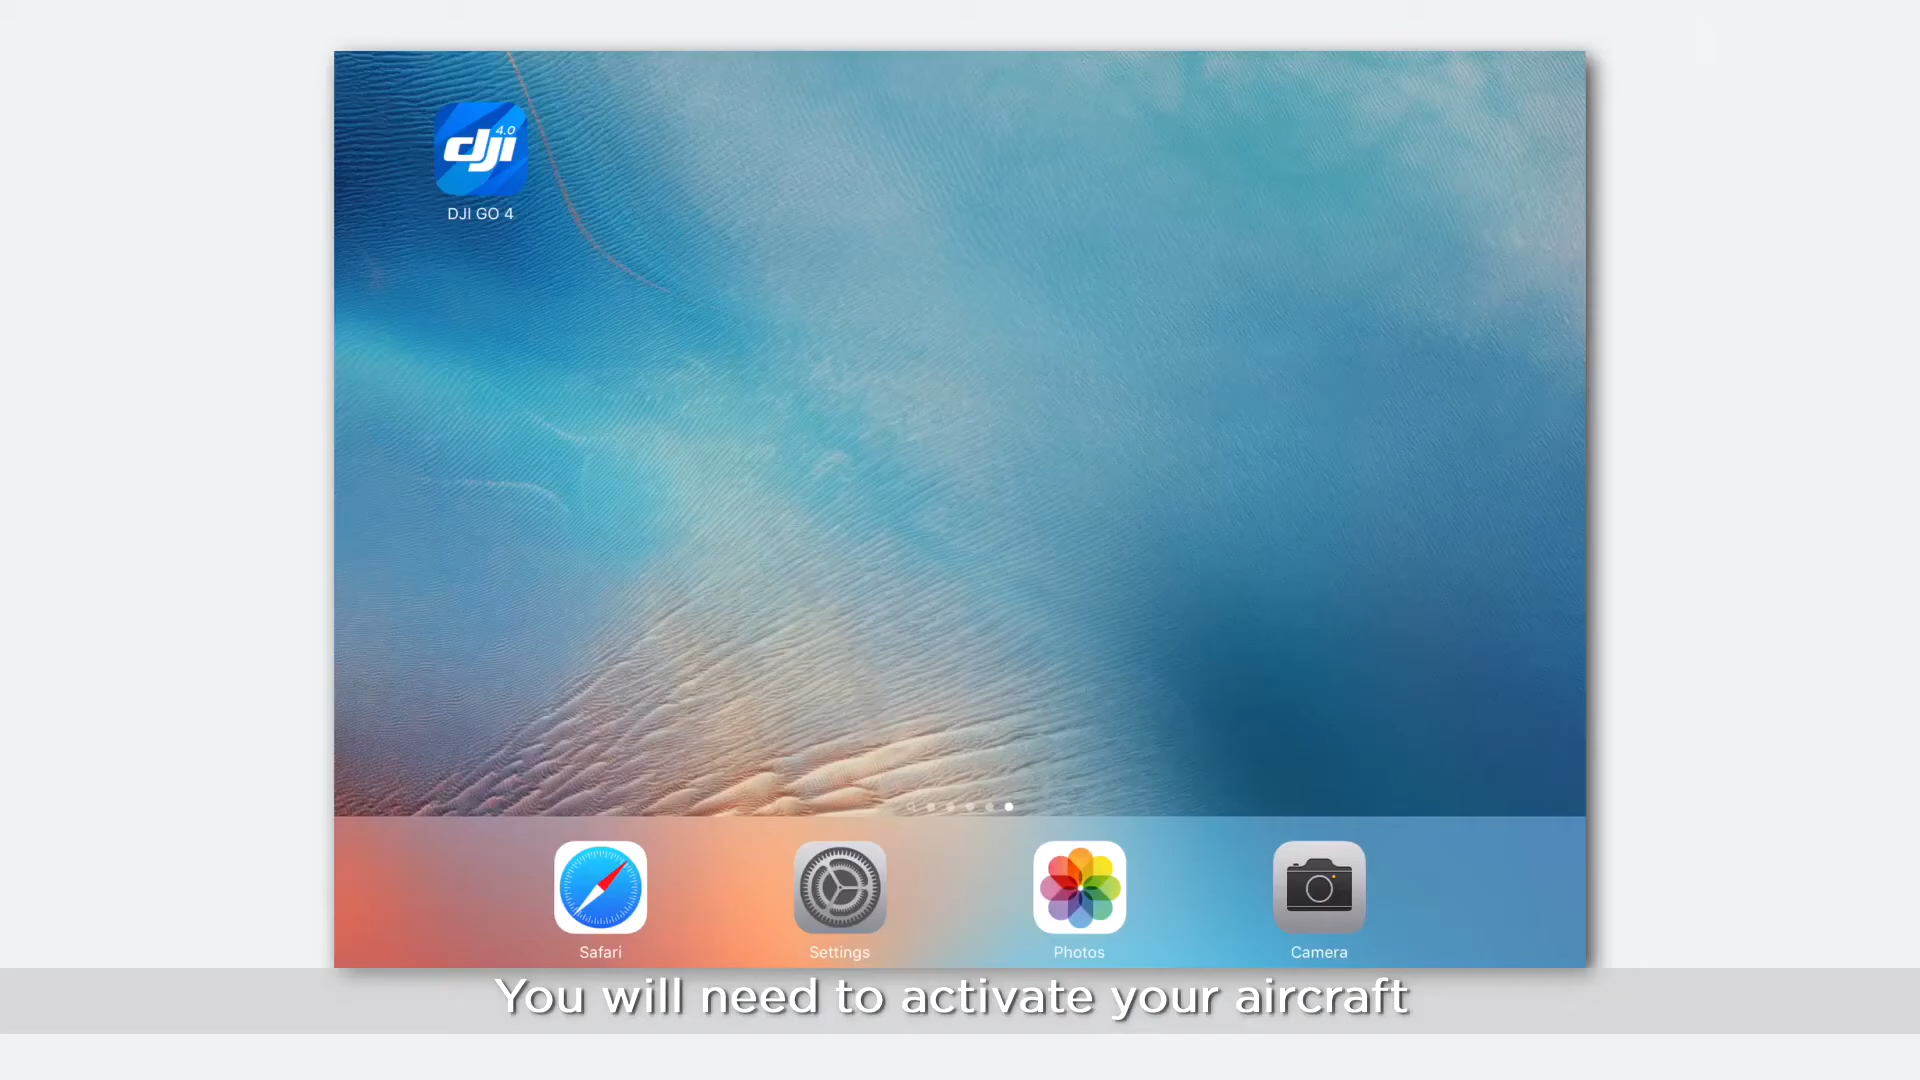 4.0
dji
DJI GO 4
Safari
Settings
Photos
Camera
You will need to activate your aircraft